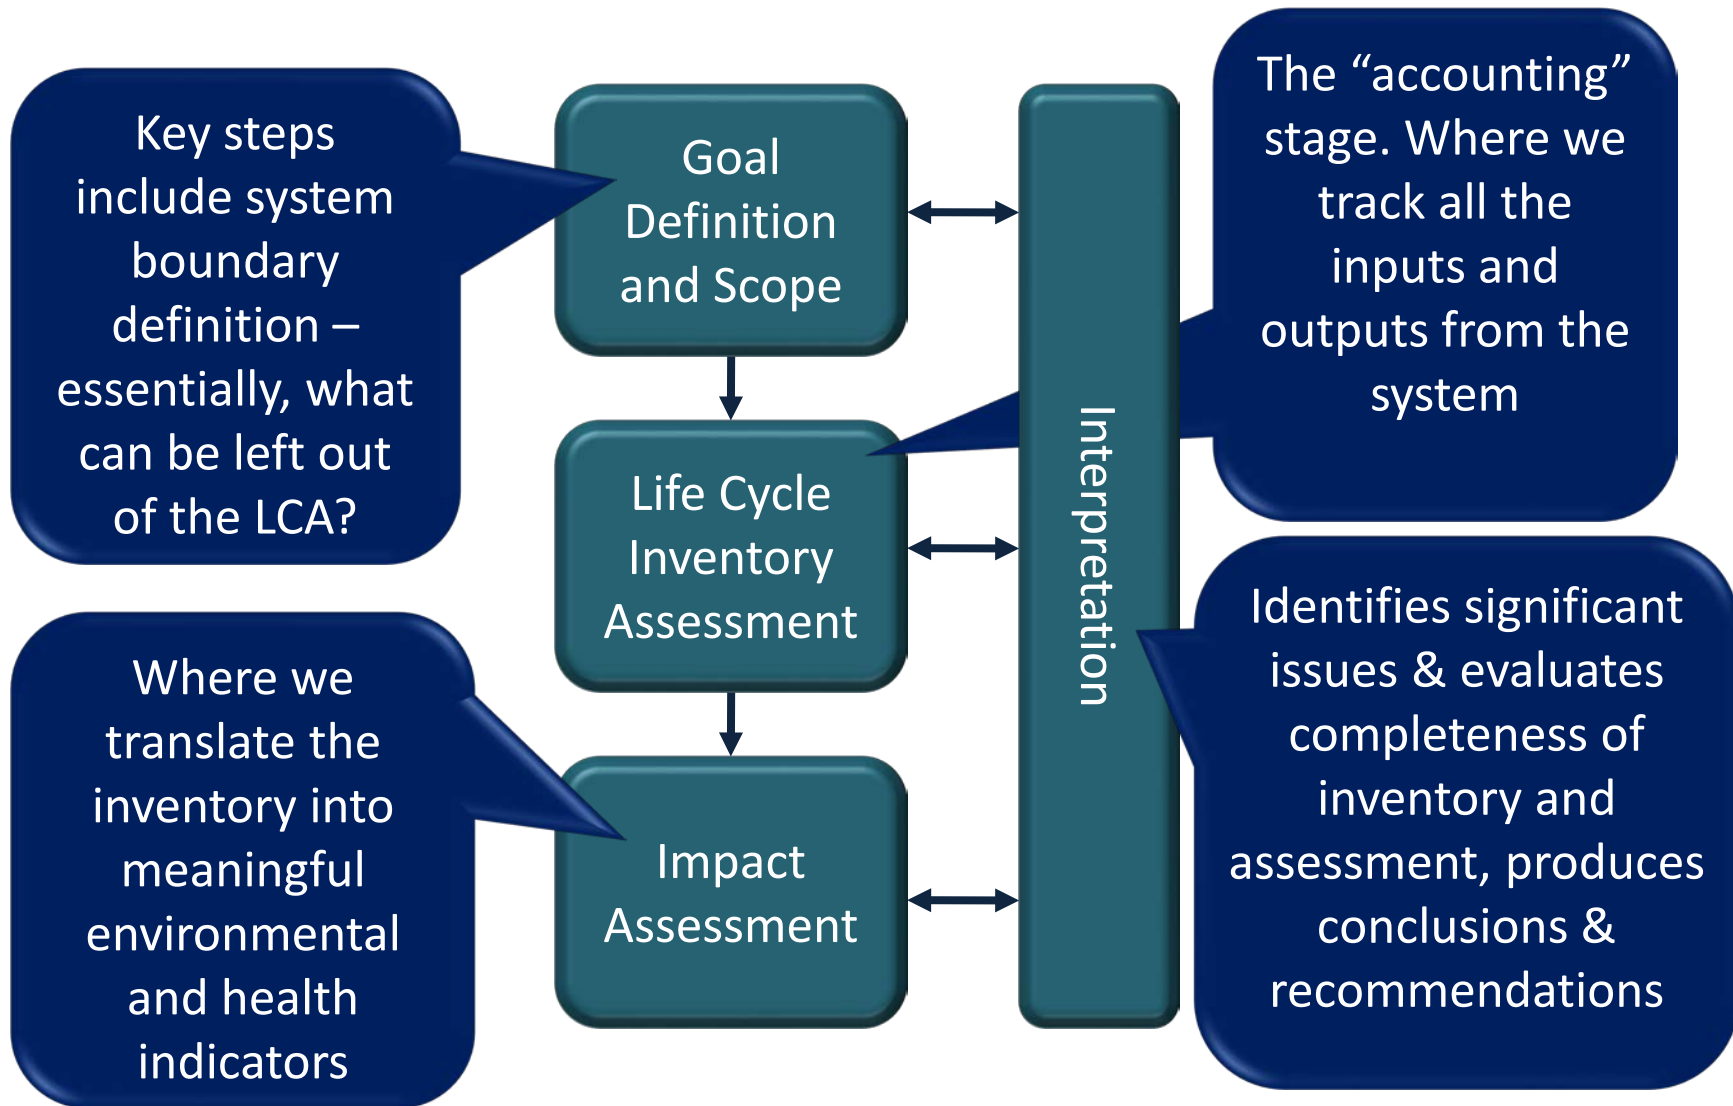 Key steps
include system
boundary
definition –
essentially, what
can be left out
of the LCA?
Goal
Definition
and Scope
The “accounting”
stage. Where we
track all the
inputs and
outputs from the
system
Life Cycle
Inventory
Assessment
Interpretation
Where we
translate the
inventory into
meaningful
environmental
and health
indicators
Impact
Assessment
Identifies significant
issues & evaluates
completeness of
inventory and
assessment, produces
conclusions &
recommendations